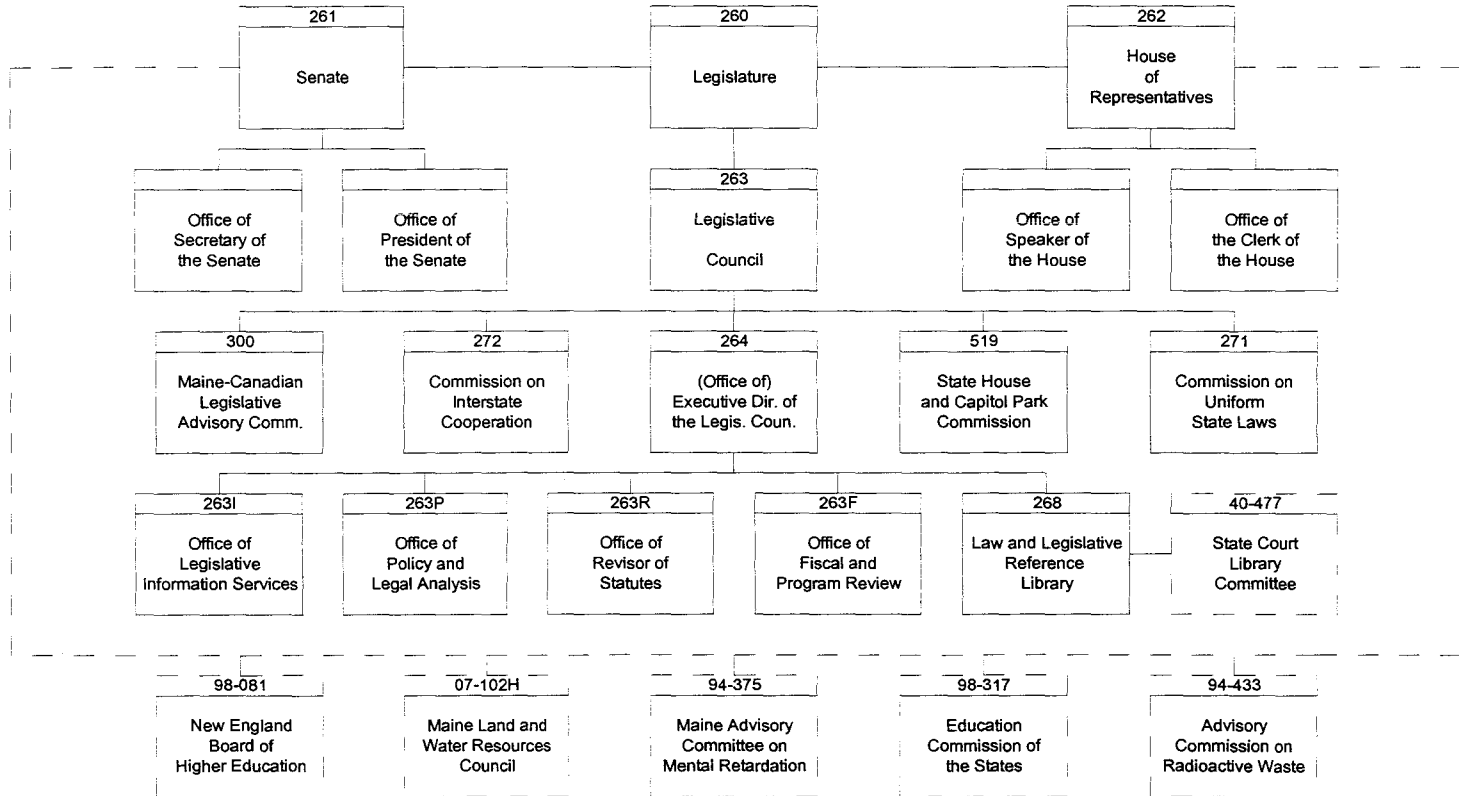 261
Senate
260
Legislature
262
House
of
Representatives
Office of
Secretary of
the Senate
Office of
President of
the Senate
263
Legislative
Council
Office of
Speaker of
the House
Office of
the Clerk of
the House
300
Maine-Canadian
Legislative
Advisory Comm.
272
Commission on
Interstate
Cooperation
264
(Office of)
Executive Dir. of
the Legis. Coun.
519
State House
and Capitol Park
Commission
271
Commission on
Uniform
State Laws
263I
Office of
Legislative
Information Services
263P
Office of
Policy and
Legal Analysis
263R
Office of
Revisor of
Statutes
263F
Office of
Fiscal and
Program Review
268
Law and Legislative
Reference
Library
40-477
State Court
Library
Committee
98-081
New England
Board of
Higher Education
07-102H
Maine Land and
Water Resources
Council
94-375
Maine Advisory
Committee on
Mental Retardation
98-317
Education
Commission of
the States
94-433
Advisory
Commission on
Radioactive Waste